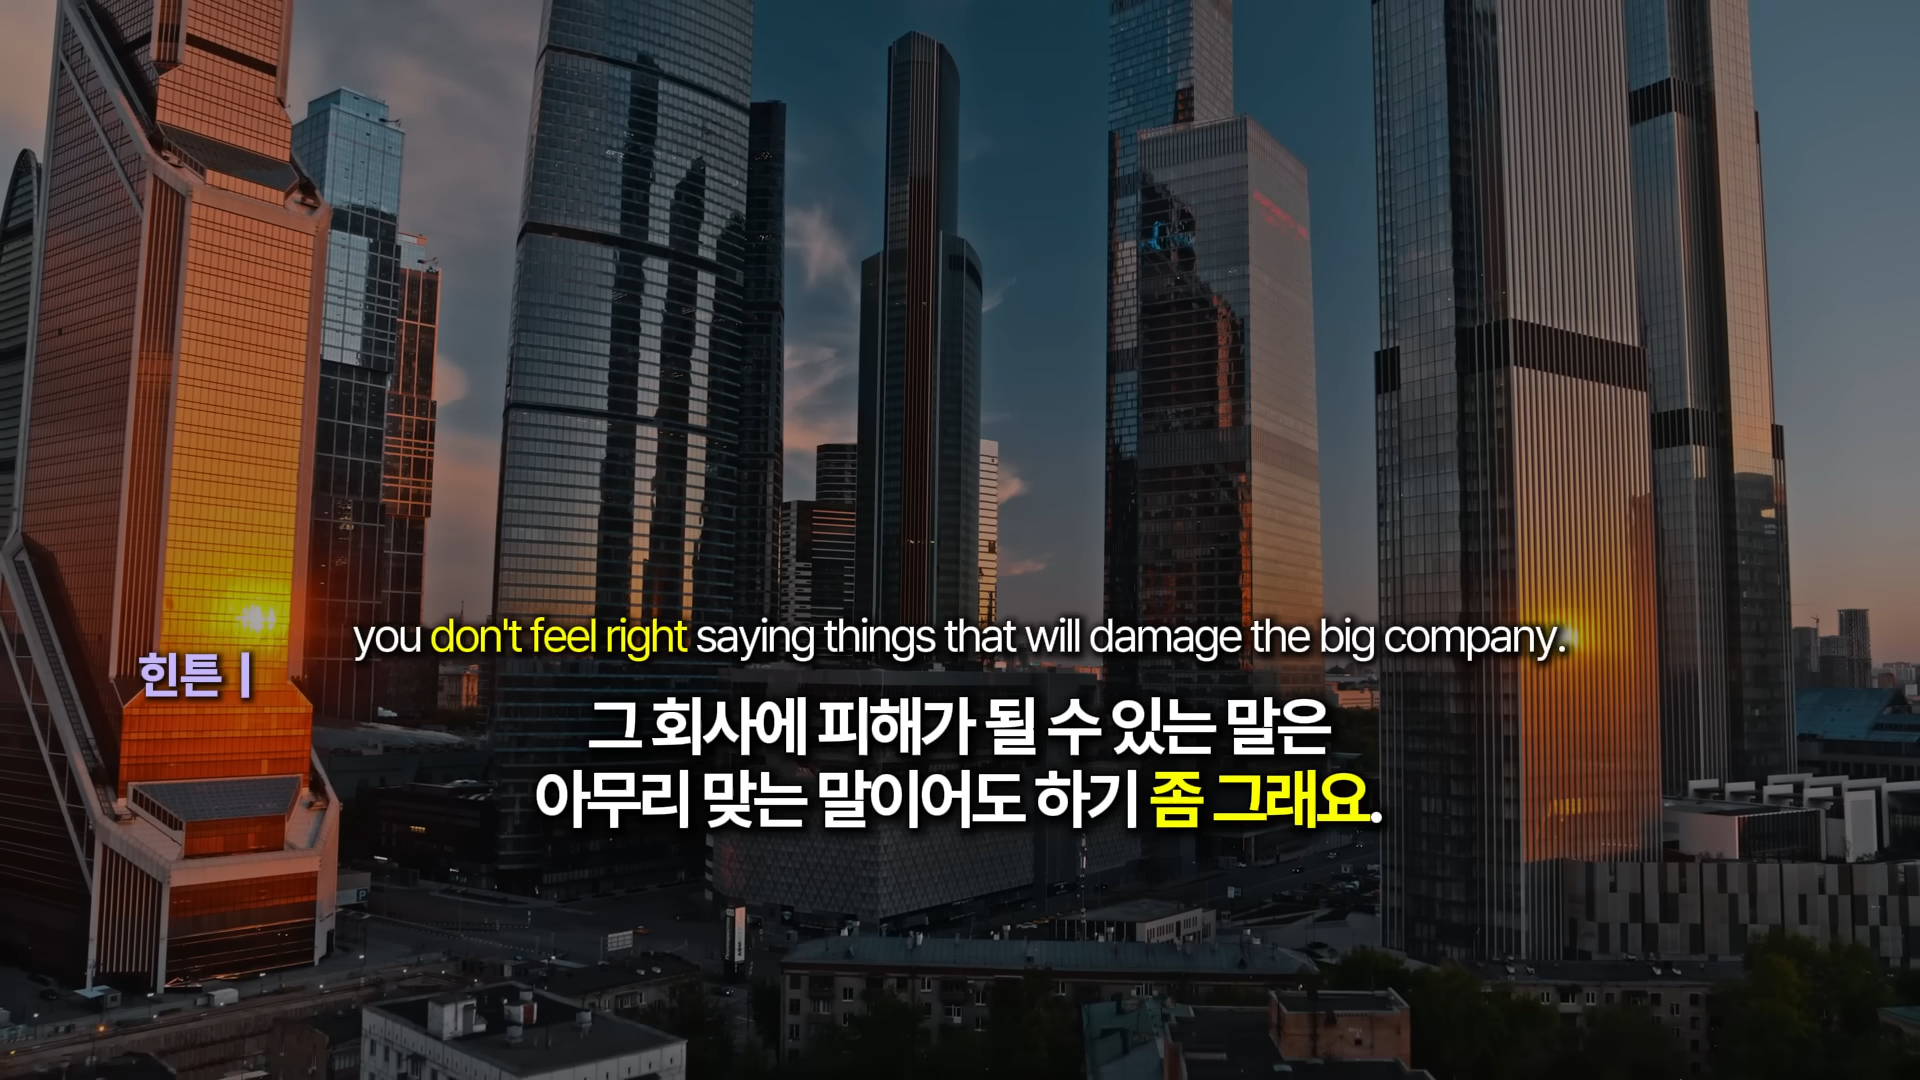 you don't feel right saying things that will damage the big company.
힌튼 |
그 회사에 피해가 될 수 있는 말은
아무리 맞는 말이어도 하기 좀 그래요.